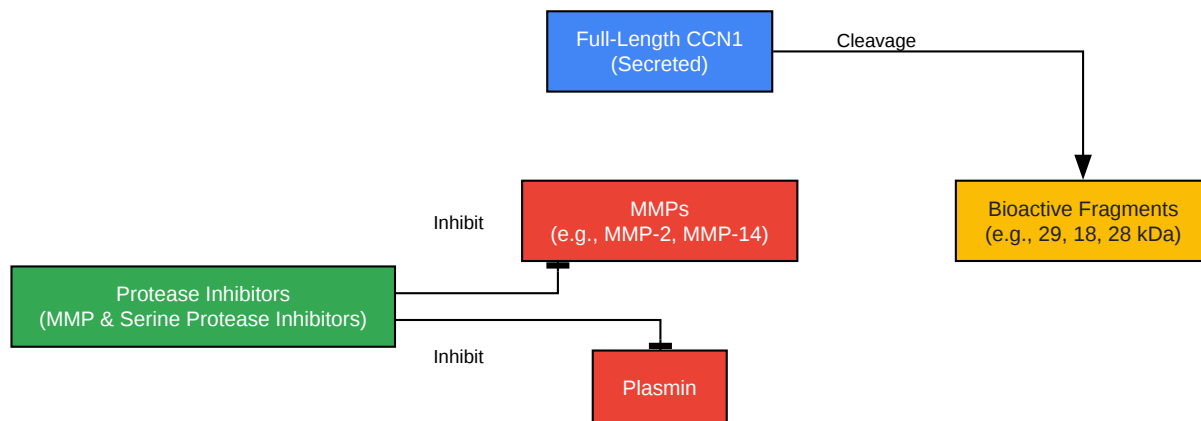 Full-Length CCN1
(Secreted)
Cleavage
MMPs
(e.g., MMP-2, MMP-14)
Bioactive Fragments
(e.g., 29, 18, 28 kDa)
Inhibit
Protease Inhibitors
(MMP & Serine Protease Inhibitors)
Inhibit
Plasmin